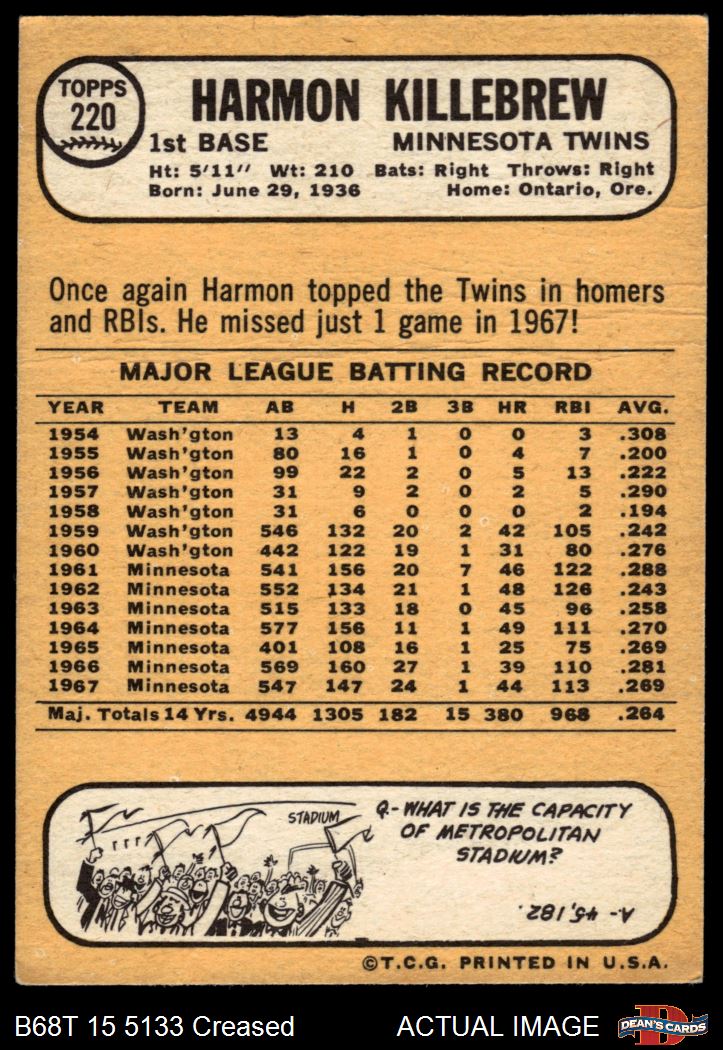 TOPPS
220
HARMON KILLEBREW
1st BASE MINNESOTA TWINS
Ht: 5'11" Wt: 210 Bats: Right Throws: Right
Born: June 29, 1936 Home: Ontario, Ore.
Once again Harmon topped the Twins in homers
and RBIs. He missed just 1 game in 1967!
MAJOR LEAGUE BATTING RECORD
YEAR TEAM AB H 2B 3B HR RBI AVG.
1954 Wash'gton 13 4 1 0 0 3 .308
1955 Wash'gton 80 16 1 0 4 7 .200
1956 Wash'gton 99 22 2 0 5 13 .222
1957 Wash'gton 31 9 2 0 2 5 .290
1958 Wash'gton 31 6 0 0 0 2 .194
1959 Wash'gton 546 132 20 2 42 105 .242
1960 Wash'gton 442 122 19 1 31 80 .276
1961 Minnesota 541 156 20 7 46 122 .288
1962 Minnesota 552 134 21 1 48 126 .243
1963 Minnesota 515 133 18 0 45 96 .258
1964 Minnesota 577 156 11 1 49 111 .270
1965 Minnesota 401 108 16 1 25 75 .269
1966 Minnesota 569 160 27 1 39 110 .281
1967 Minnesota 547 147 24 1 44 113 .269
Maj. Totals 14 Yrs. 4944 1305 182 15 380 968 .264
STADIUM
Q.- WHAT IS THE CAPACITY
OF METROPOLITAN
STADIUM?
A.- 45,182.
©T.C.G. PRINTED IN U.S.A.
B68T 15 5133 Creased ACTUAL IMAGE
D
DEAN'S CARDS